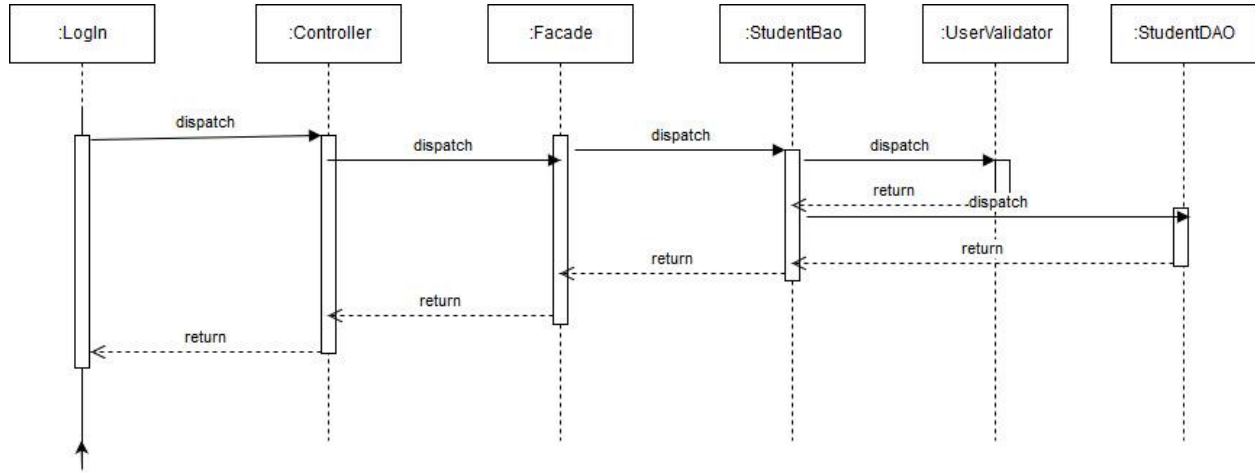 :LogIn
:Controller
:Facade
:StudentBao
:UserValidator
:StudentDAO
dispatch
dispatch
dispatch
dispatch
return
dispatch
return
return
return
return